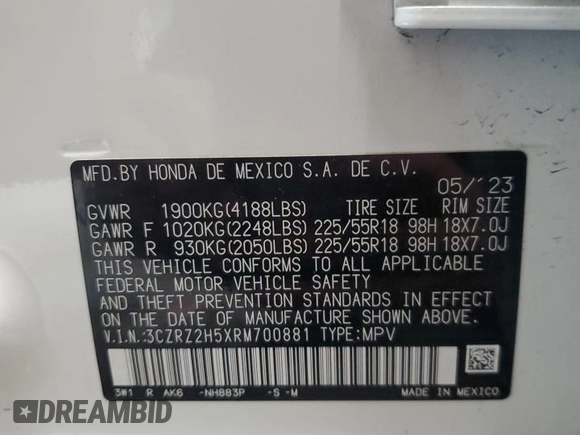 MFD.BY HONDA DE MEXICO S.A. DE C.V.
05/'23
GVWR 1900KG(4188LBS) TIRE SIZE RIM SIZE
GAWR F 1020KG(2248LBS) 225/55R18 98H 18X7.0J
GAWR R 930KG(2050LBS) 225/55R18 98H 18X7.0J
THIS VEHICLE CONFORMS TO ALL APPLICABLE
FEDERAL MOTOR VEHICLE SAFETY
AND THEFT PREVENTION STANDARDS IN EFFECT
ON THE DATE OF MANUFACTURE SHOWN ABOVE.
V.I.N.:3CZRZ2H5XRM700881 TYPE:MPV
3W1 R AK6 -NH883P -S -M MADE IN MEXICO
DREAMBID